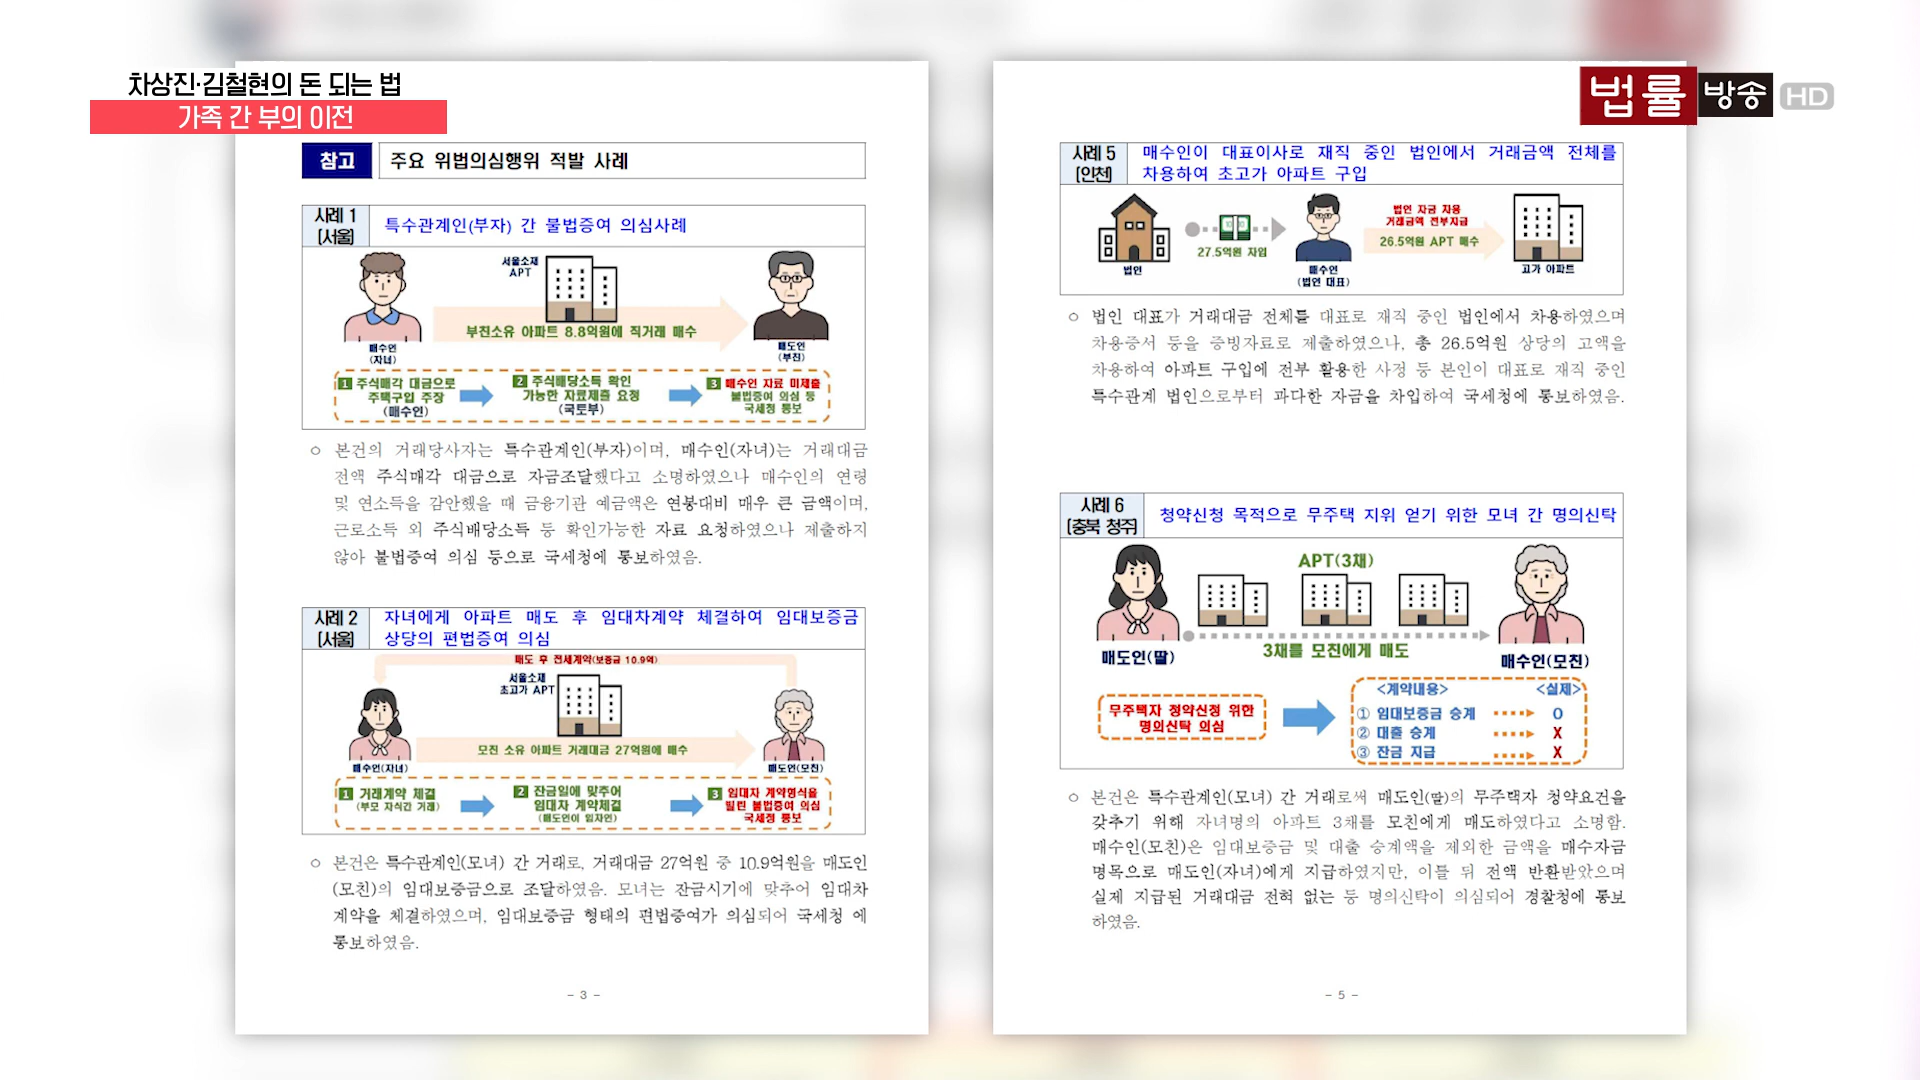 차상진·김철현의 돈 되는 법
가족 간 부의 이전
법률방송 HD
참고 주요 위법의심행위 적발 사례
사례 1
(서울)
특수관계인(부자) 간 불법증여 의심사례
서울소재
APT
부친소유 아파트 8.8억원에 직거래 매수
매수인
(자녀)
매도인
(부친)
1 주식매각 대금으로
주택구입 주장
(매수인)
2 주식배당소득 확인
가능한 자료제출 요청
(국토부)
3 매수인 자료 미제출
불법증여 의심 등
국세청 통보
○ 본건의 거래당사자는 특수관계인(부자)이며, 매수인(자녀)는 거래대금
전액 주식매각 대금으로 자금조달했다고 소명하였으나 매수인의 연령
및 연소득을 감안했을 때 금융기관 예금액은 연봉대비 매우 큰 금액이며,
근로소득 외 주식배당소득 등 확인가능한 자료 요청하였으나 제출하지
않아 불법증여 의심 등으로 국세청에 통보하였음.
사례 2
(서울)
자녀에게 아파트 매도 후 임대차계약 체결하여 임대보증금
상당의 편법증여 의심
매도 후 전세계약(보증금 10.9억)
서울소재
초고가 APT
모친 소유 아파트 거래대금 27억원에 매수
매수인(자녀)
매도인(모친)
1 거래계약 체결
(부모 자식간 거래)
2 잔금일에 맞추어
임대차 계약체결
(매도인이 임차인)
3 임대차 계약형식을
빌린 불법증여 의심
국세청 통보
○ 본건은 특수관계인(모녀) 간 거래로, 거래대금 27억원 중 10.9억원을 매도인
(모친)의 임대보증금으로 조달하였음. 모녀는 잔금시기에 맞추어 임대차
계약을 체결하였으며, 임대보증금 형태의 편법증여가 의심되어 국세청 에
통보하였음.
- 3 -
사례 5
(인천)
매수인이 대표이사로 재직 중인 법인에서 거래금액 전체를
차용하여 초고가 아파트 구입
법인
27.5억원 차입
매수인
(법인 대표)
법인 자금 차용
거래금액 전부지급
26.5억원 APT 매수
고가 아파트
○ 법인 대표가 거래대금 전체를 대표로 재직 중인 법인에서 차용하였으며
차용증서 등을 증빙자료로 제출하였으나, 총 26.5억원 상당의 고액을
차용하여 아파트 구입에 전부 활용한 사정 등 본인이 대표로 재직 중인
특수관계 법인으로부터 과다한 자금을 차입하여 국세청에 통보하였음.
사례 6
(충북 청주)
청약신청 목적으로 무주택 지위 얻기 위한 모녀 간 명의신탁
APT(3채)
3채를 모친에게 매도
매도인(딸)
매수인(모친)
무주택자 청약신청 위한
명의신탁 의심
<계약내용> <실제>
① 임대보증금 승계 O
② 대출 승계 X
③ 잔금 지급 X
○ 본건은 특수관계인(모녀) 간 거래로써 매도인(딸)의 무주택자 청약요건을
갖추기 위해 자녀명의 아파트 3채를 모친에게 매도하였다고 소명함.
매수인(모친)은 임대보증금 및 대출 승계액을 제외한 금액을 매수자금
명목으로 매도인(자녀)에게 지급하였지만, 이틀 뒤 전액 반환받았으며
실제 지급된 거래대금 전혀 없는 등 명의신탁이 의심되어 경찰청에 통보
하였음.
- 5 -